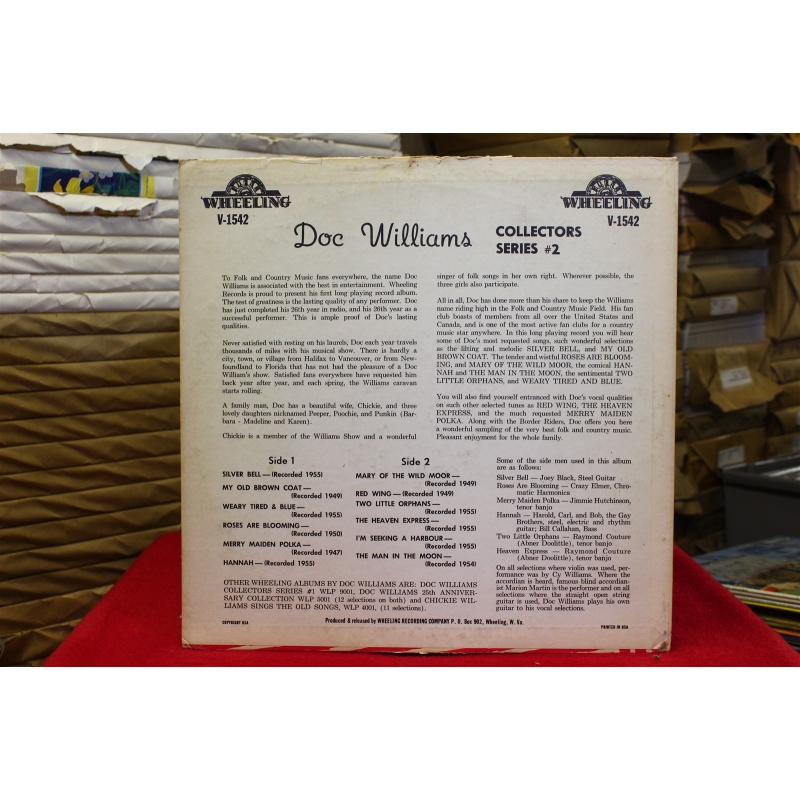 WHEELING
V-1542
WHEELING
V-1542
Doc Williams
COLLECTORS
SERIES #2
To Folk and Country Music fans everywhere, the name Doc
Williams is associated with the best in entertainment. Wheeling
Records is proud to present his first long playing record album.
The test of greatness is the lasting quality of any performer. Doc
has just completed his 26th year in radio, and his 26th year as a
successful performer. This is ample proof of Doc's lasting
qualities.
Never satisfied with resting on his laurels, Doc each year travels
thousands of miles with his musical show. There is hardly a
city, town, or village from Halifax to Vancouver, or from New-
foundland to Florida that has not had the pleasure of a Doc
William's show. Satisfied fans everywhere have requested him
back year after year, and each spring, the Williams caravan
starts rolling.
A family man, Doc has a beautiful wife, Chickie, and three
lovely daughters nicknamed Peeper, Poochie, and Punkin (Bar-
bara - Madeline and Karen).
Chickie is a member of the Williams Show and a wonderful
singer of folk songs in her own right. Wherever possible, the
three girls also participate.
All in all, Doc has done more than his share to keep the Williams
name riding high in the Folk and Country Music Field. His fan
club boasts of members from all over the United States and
Canada, and is one of the most active fan clubs for a country
music star anywhere. In this long playing record you will hear
some of Doc's most requested songs, such wonderful selections
as the lilting and melodic SILVER BELL, and MY OLD
BROWN COAT. The tender and wistful ROSES ARE BLOOM-
ING, and MARY OF THE WILD MOOR, the comical HAN-
NAH and THE MAN IN THE MOON, the sentimental TWO
LITTLE ORPHANS, and WEARY TIRED AND BLUE.
You will also find yourself entranced with Doc's vocal qualities
on such other selected tunes as RED WING, THE HEAVEN
EXPRESS, and the much requested MERRY MAIDEN
POLKA. Along with the Border Riders, Doc offers you here
a wonderful sampling of the very best folk and country music.
Pleasant enjoyment for the whole family.
Side 1
SILVER BELL — (Recorded 1955)
MY OLD BROWN COAT —
(Recorded 1949)
WEARY TIRED & BLUE —
(Recorded 1955)
ROSES ARE BLOOMING —
(Recorded 1950)
MERRY MAIDEN POLKA —
(Recorded 1947)
HANNAH — (Recorded 1955)
Side 2
MARY OF THE WILD MOOR —
(Recorded 1949)
RED WING — (Recorded 1949)
TWO LITTLE ORPHANS —
(Recorded 1955)
THE HEAVEN EXPRESS —
(Recorded 1955)
I'M SEEKING A HARBOUR —
(Recorded 1955)
THE MAN IN THE MOON —
(Recorded 1954)
Some of the side men used in this album
are as follows:
Silver Bell — Joey Black, Steel Guitar
Roses Are Blooming — Crazy Elmer, Chro-
matic Harmonica
Merry Maiden Polka — Jimmie Hutchinson,
tenor banjo
Hannah — Harold, Carl, and Bob, the Gay
Brothers, steel, electric and rhythm
guitar; Bill Callahan, Bass
Two Little Orphans — Raymond Couture
(Abner Doolittle), tenor banjo
Heaven Express — Raymond Couture
(Abner Doolittle), tenor banjo
On all selections where violin was used, per-
formance was by Cy Williams. Where the
accordian is heard, famous blind accordian-
ist Marion Martin is the performer and on all
selections where the straight open string
guitar is used, Doc Williams plays his own
guitar to his vocal selections.
OTHER WHEELING ALBUMS BY DOC WILLIAMS ARE: DOC WILLIAMS
COLLECTORS SERIES #1 WLP 9001, DOC WILLIAMS 25th ANNIVER-
SARY COLLECTION WLP 5001 (12 selections on both) and CHICKIE WIL-
LIAMS SINGS THE OLD SONGS, WLP 4001, (11 selections).
COPYRIGHT USA
Produced & released by WHEELING RECORDING COMPANY P. O. Box 902, Wheeling, W. Va.
PRINTED IN USA